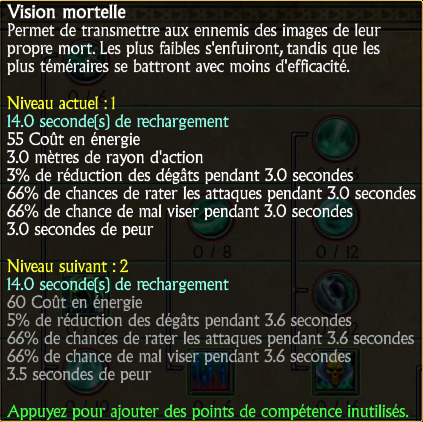 Vision mortelle
Permet de transmettre aux ennemis des images de leur
propre mort. Les plus faibles s'enfuiront, tandis que les
plus téméraires se battront avec moins d'efficacité.
Niveau actuel : 1
14.0 seconde(s) de rechargement
55 Coût en énergie
3.0 mètres de rayon d'action
3% de réduction des dégâts pendant 3.0 secondes
66% de chances de rater les attaques pendant 3.0 secondes
66% de chance de mal viser pendant 3.0 secondes
3.0 secondes de peur
0 / 8
0 / 12
Niveau suivant : 2
14.0 seconde(s) de rechargement
60 Coût en énergie
5% de réduction des dégâts pendant 3.6 secondes
66% de chances de rater les attaques pendant 3.6 secondes
66% de chance de mal viser pendant 3.6 secondes
3.5 secondes de peur
Appuyez pour ajouter des points de compétence inutilisés.